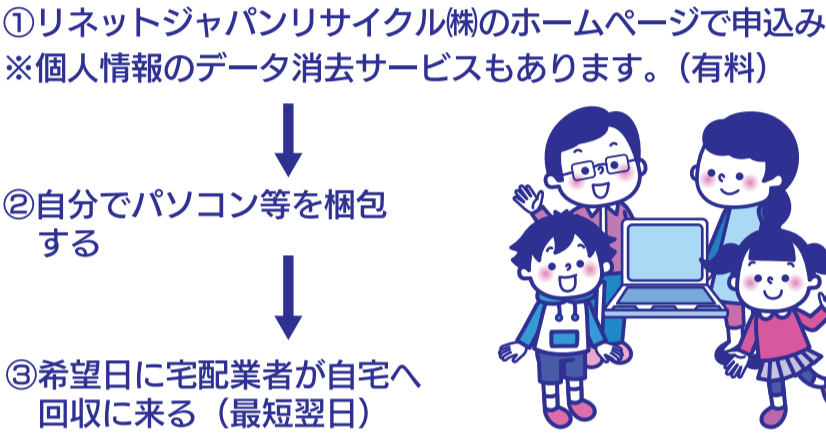 ①リネットジャパンリサイクル㈱のホームページで申込み
※個人情報のデータ消去サービスもあります。（有料）
②自分でパソコン等を梱包
する
③希望日に宅配業者が自宅へ
回収に来る（最短翌日）